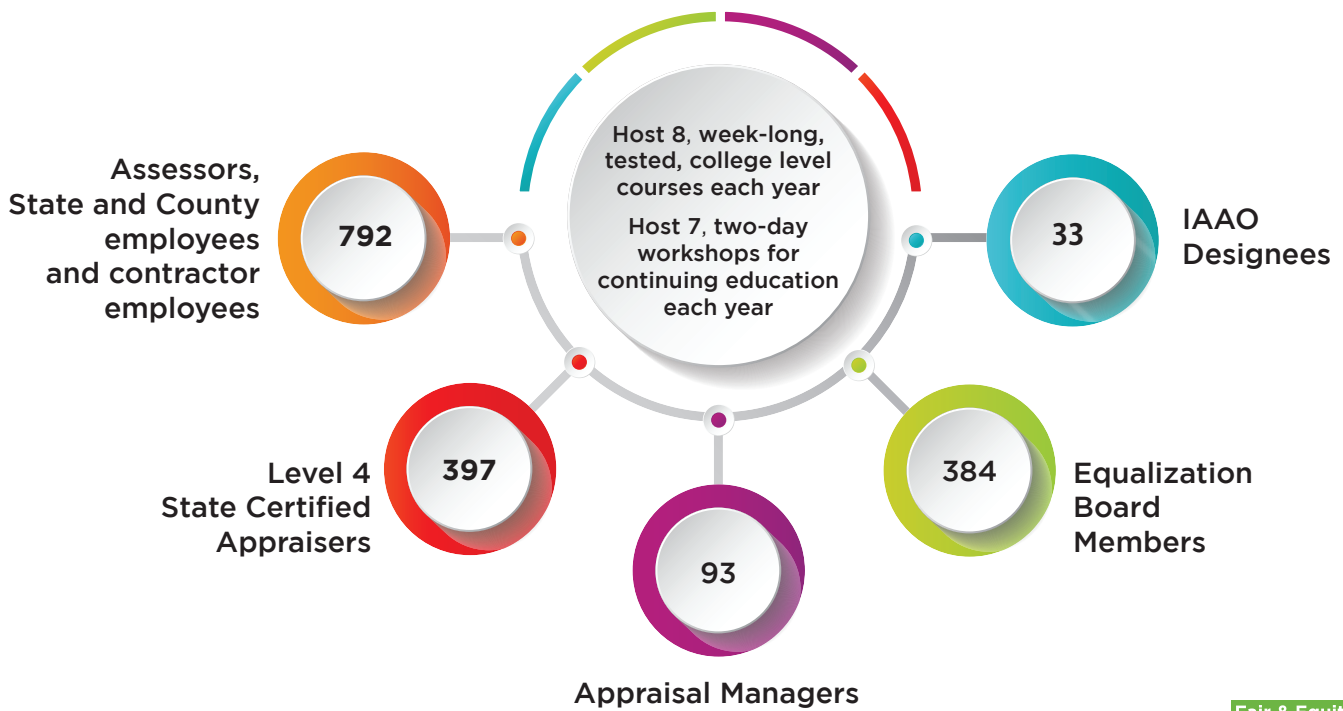 Host 8, week-long,
tested, college level
courses each year
Host 7, two-day
workshops for
continuing education
each year
Assessors,
State and County
employees
and contractor
employees
792
33
IAAO
Designees
Level 4
State Certified
Appraisers
397
384
Equalization
Board
Members
93
Appraisal Managers
Fair &